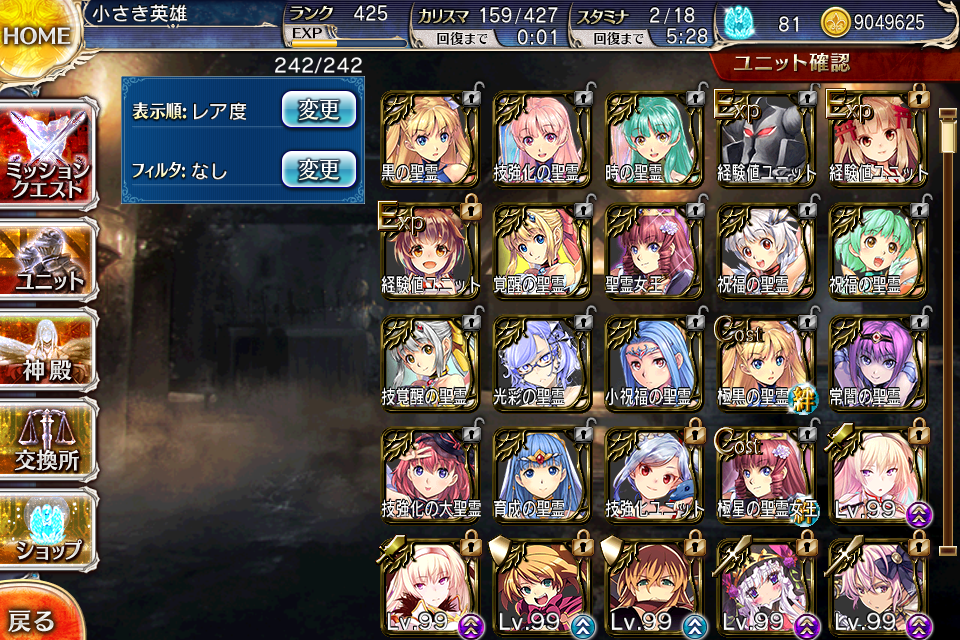 HOME
小さき英雄
ランク 425
EXP
カリスマ 159/427
回復まで 0:01
スタミナ 2/18
回復まで 5:28
81
9049625
242/242
ユニット確認
表示順: レア度
変更
フィルタ: なし
変更
ミッション
クエスト
ユニット
神殿
交換所
ショップ
戻る
黒の聖霊
技強化の聖霊
時の聖霊
Exp
経験値ユニット
Exp
経験値ユニット
Exp
経験値ユニット
覚醒の聖霊
聖霊女王
祝福の聖霊
祝福の聖霊
技覚醒の聖霊
光彩の聖霊
小祝福の聖霊
Cost
極黒の聖霊
絆
常闇の聖霊
技強化の大聖霊
育成の聖霊
技強化ユニット
Cost
極星の聖霊女王
絆
Lv.99
Lv.99
Lv.99
Lv.99
Lv.99
Lv.99